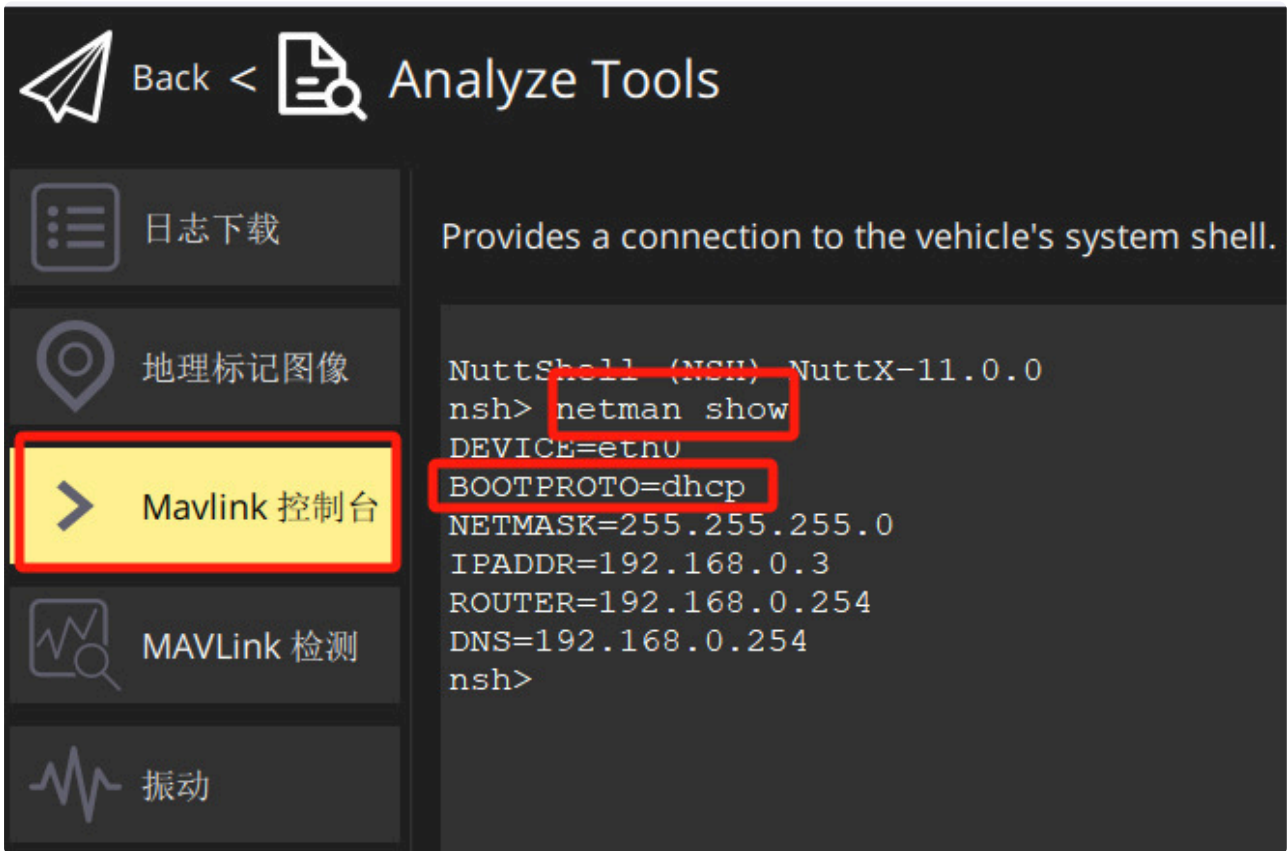 Back < Analyze Tools
日志下载
地理标记图像
Mavlink 控制台
MAVLink 检测
振动
Provides a connection to the vehicle's system shell.
NuttShell (NSH) NuttX-11.0.0
nsh> netman show
DEVICE=eth0
BOOTPROTO=dhcp
NETMASK=255.255.255.0
IPADDR=192.168.0.3
ROUTER=192.168.0.254
DNS=192.168.0.254
nsh>